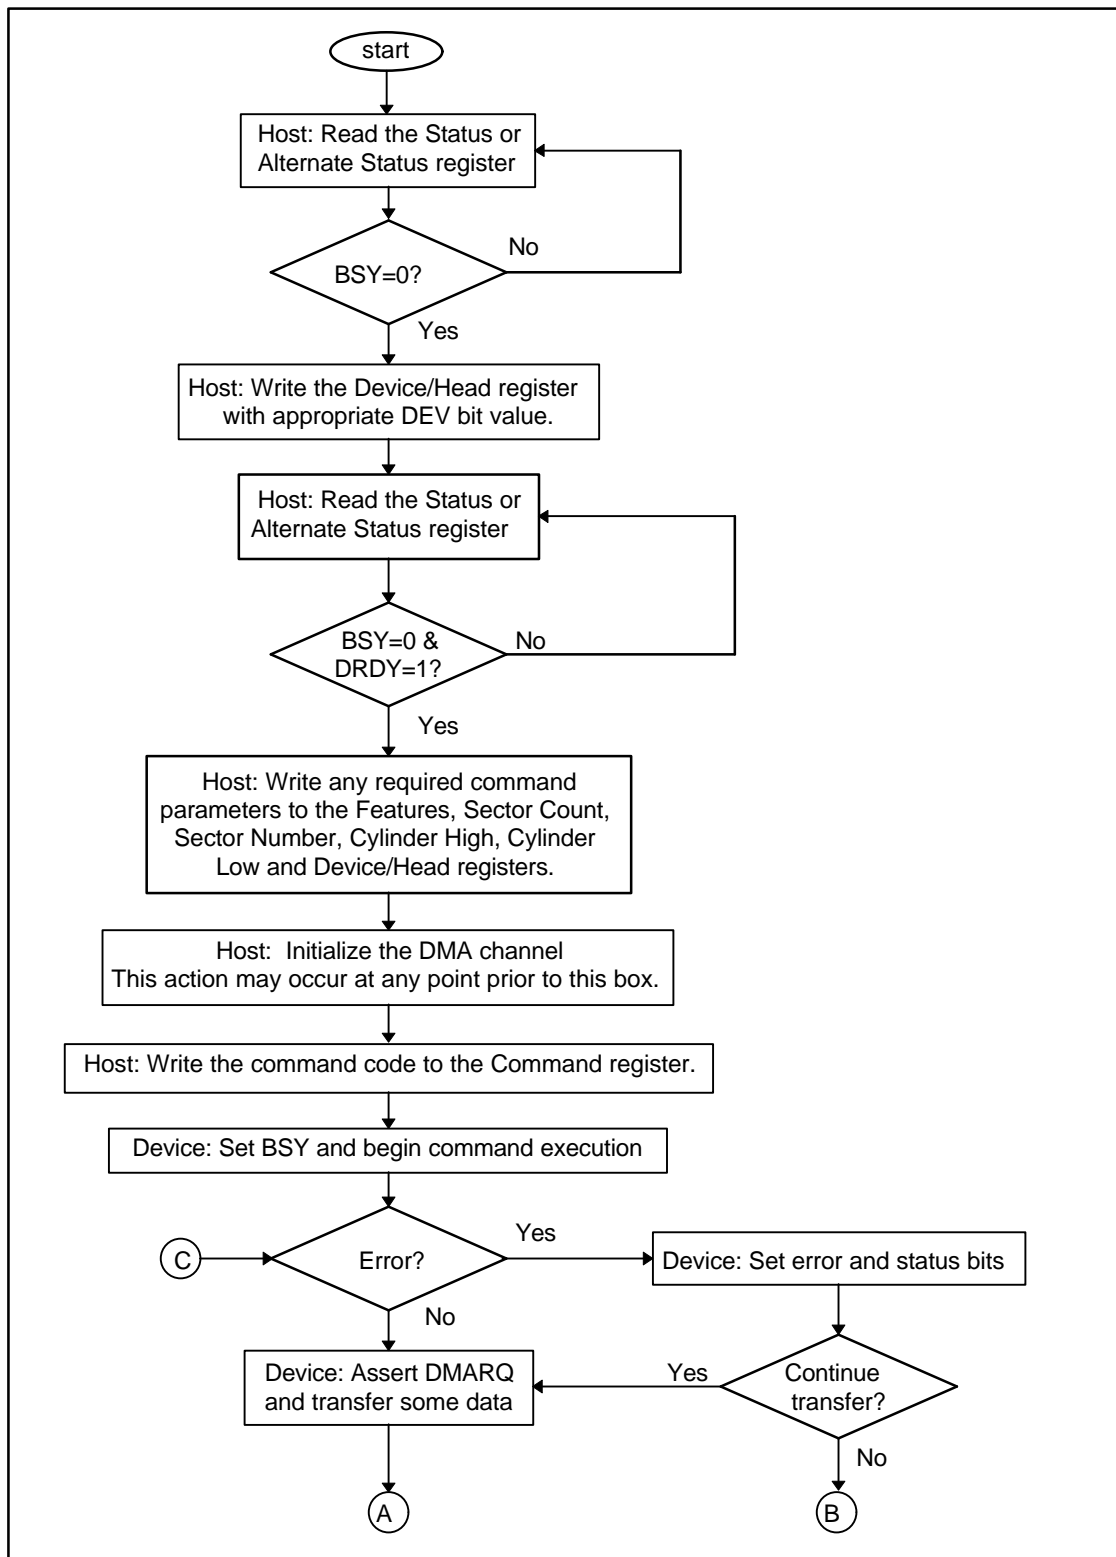 start
Host: Read the Status or
Alternate Status register
No
BSY=0?
Yes
Host: Write the Device/Head register
with appropriate DEV bit value.
Host: Read the Status or
Alternate Status register
BSY=0 &
No
DRDY=1?
Yes
Host: Write any required command
parameters to the Features, Sector Count,
Sector Number, Cylinder High, Cylinder
Low and Device/Head registers.
Host: Initialize the DMA channel
This action may occur at any point prior to this box.
Host: Write the command code to the Command register.
Device: Set BSY and begin command execution
Yes
C
Error?
Device: Set error and status bits
No
Device: Assert DMARQ
and transfer some data
Yes
Continue
transfer?
No
A
B